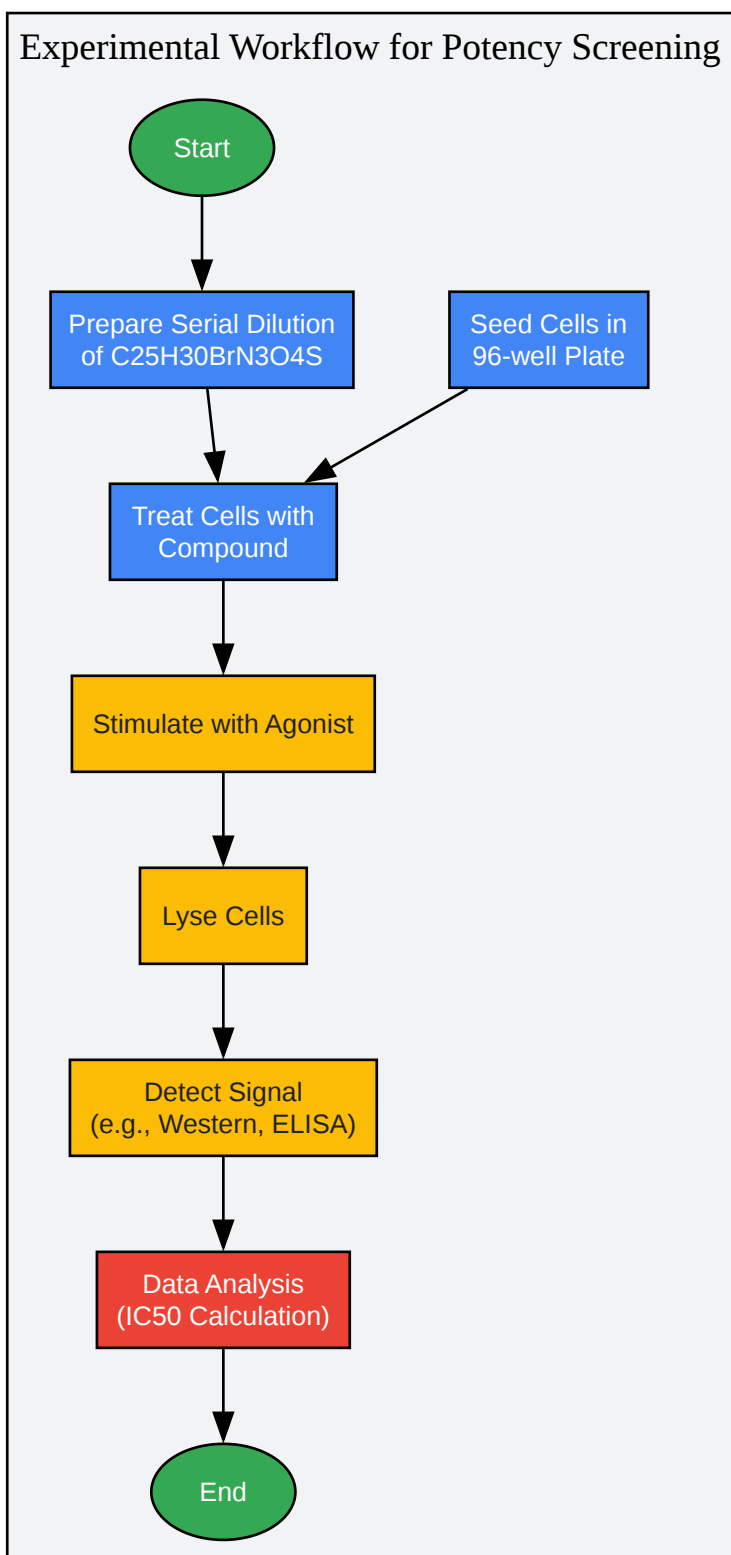 Experimental Workflow for Potency Screening
Start
Prepare Serial Dilution
of C25H30BrN3O4S
Seed Cells in
96-well Plate
Treat Cells with
Compound
Stimulate with Agonist
Lyse Cells
Detect Signal
(e.g., Western, ELISA)
Data Analysis
(IC50 Calculation)
End